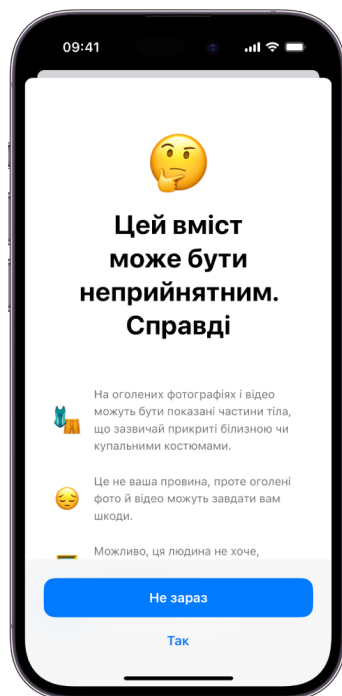 09:41
Цей вміст
може бути
неприйнятним.
Справді
На оголених фотографіях і відео
можуть бути показані частини тіла,
що зазвичай прикриті білизною чи
купальними костюмами.
Це не ваша провина, проте оголені
фото й відео можуть завдати вам
шкоди.
Можливо, ця людина не хоче,
Не зараз
Так